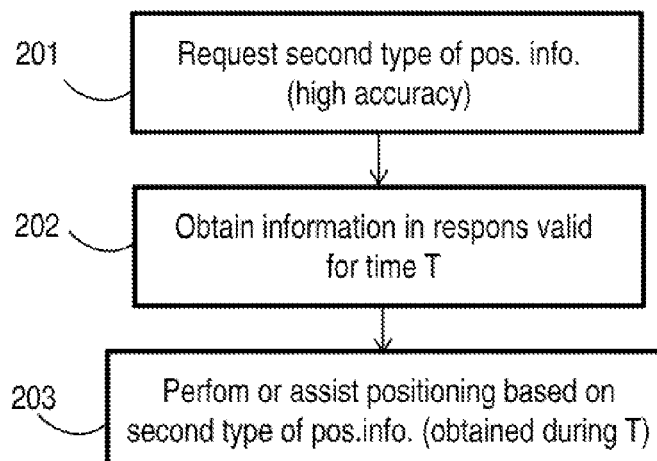 201
Request second type of pos. info.
(high accuracy)
202
Obtain information in respons valid
for time T
203
Perfom or assist positioning based on
second type of pos.info. (obtained during T)